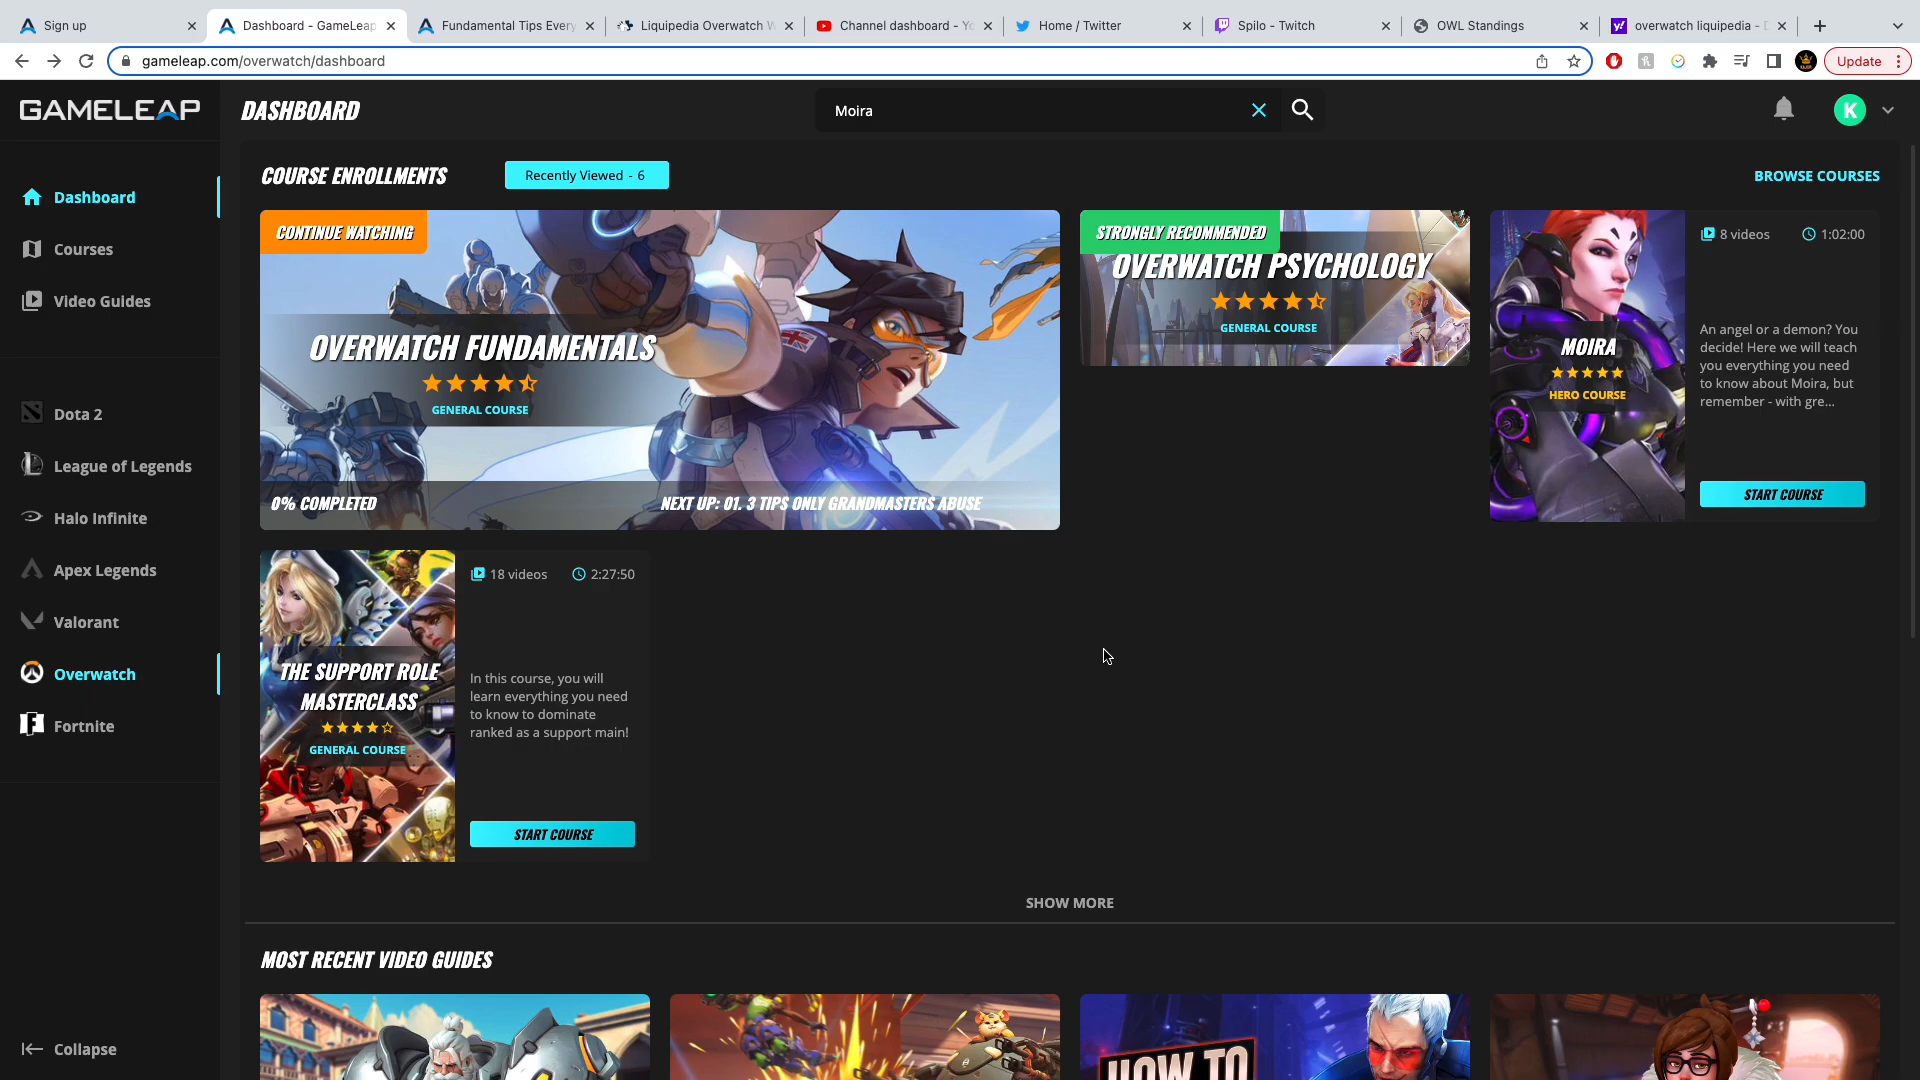 Sign up
Dashboard - GameLeap
Fundamental Tips Every
Liquipedia Overwatch W
Channel dashboard - Yo
Home / Twitter
Spilo - Twitch
OWL Standings
overwatch liquipedia - 
gameleap.com/overwatch/dashboard
Update
GAMELEAP
DASHBOARD
Moira
K
COURSE ENROLLMENTS
Recently Viewed - 6
BROWSE COURSES
Dashboard
Courses
Video Guides
Dota 2
League of Legends
Halo Infinite
Apex Legends
Valorant
Overwatch
Fortnite
Collapse
CONTINUE WATCHING
OVERWATCH FUNDAMENTALS
GENERAL COURSE
0% COMPLETED
NEXT UP: 01. 3 TIPS ONLY GRANDMASTERS ABUSE
STRONGLY RECOMMENDED
OVERWATCH PSYCHOLOGY
GENERAL COURSE
MOIRA
HERO COURSE
8 videos
1:02:00
An angel or a demon? You
decide! Here we will teach
you everything you need
to know about Moira, but
remember - with gre...
START COURSE
THE SUPPORT ROLE
MASTERCLASS
GENERAL COURSE
18 videos
2:27:50
In this course, you will
learn everything you need
to know to dominate
ranked as a support main!
START COURSE
SHOW MORE
MOST RECENT VIDEO GUIDES
HOW TO